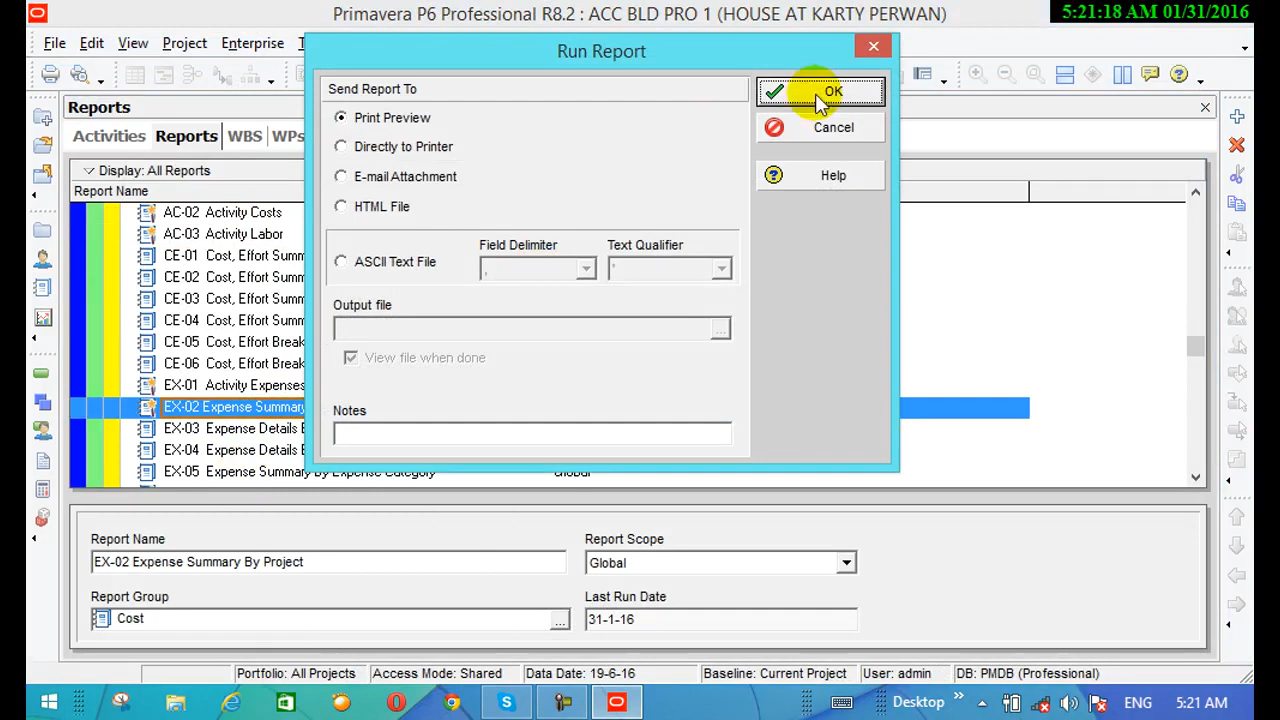 Primavera P6 Professional R8.2 : ACC BLD PRO 1 (HOUSE AT KARTY PERWAN)
5:21:18 AM 01/31/2016
File Edit View Project Enterprise T
Run Report
Reports
Activities Reports WBS WPs
Display: All Reports
Report Name
AC-02 Activity Costs
AC-03 Activity Labor
CE-01 Cost, Effort Summ
CE-02 Cost, Effort Summ
CE-03 Cost, Effort Summ
CE-04 Cost, Effort Summ
CE-05 Cost, Effort Break
CE-06 Cost, Effort Break
EX-01 Activity Expenses
EX-02 Expense Summary
EX-03 Expense Details B
EX-04 Expense Details B
EX-05 Expense Summary by Expense Category Global
Send Report To
Print Preview
Directly to Printer
E-mail Attachment
HTML File
ASCII Text File
Field Delimiter
,
Text Qualifier
'
Output file
...
View file when done
Notes
OK
Cancel
Help
Report Name
EX-02 Expense Summary By Project
Report Scope
Global
Report Group
Cost
...
Last Run Date
31-1-16
Portfolio: All Projects Access Mode: Shared Data Date: 19-6-16 Baseline: Current Project User: admin DB: PMDB (Professional)
Desktop ENG 5:21 AM